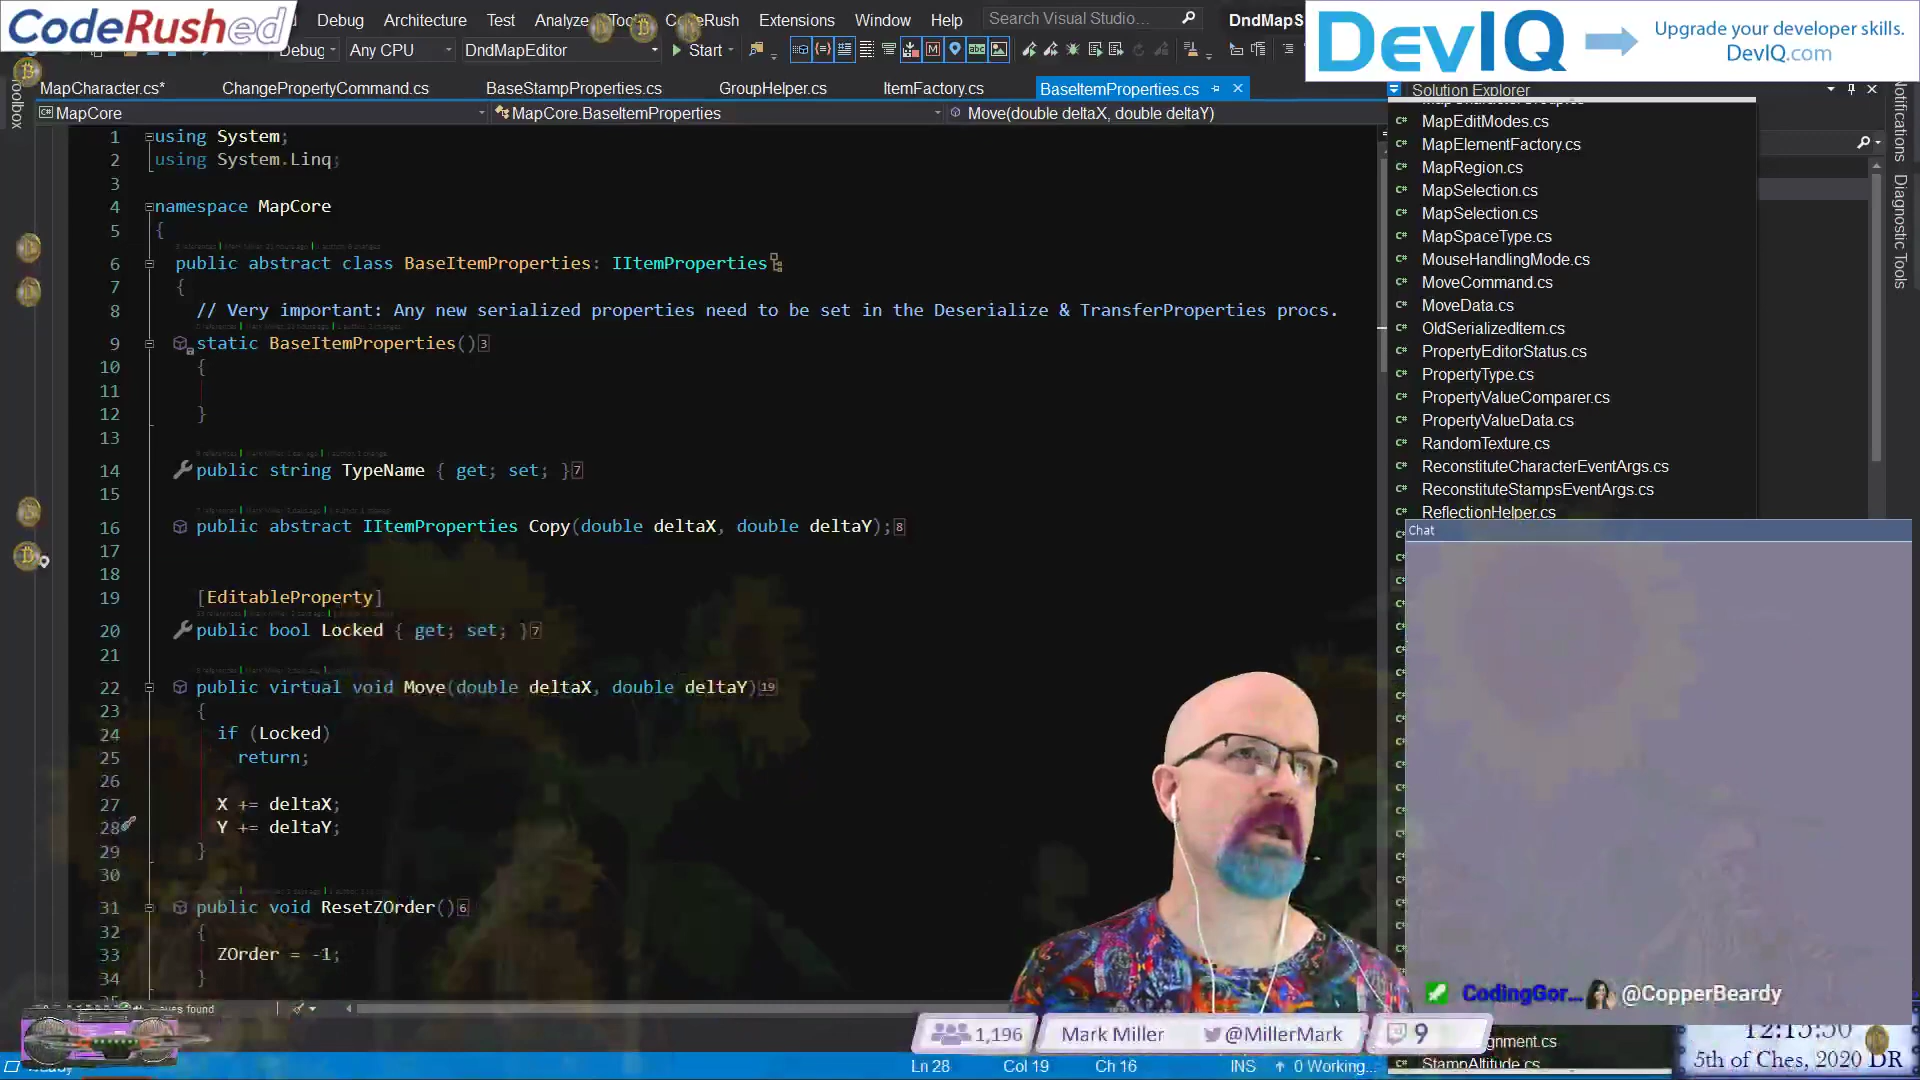 CodeRushed
Debug Architecture Test Analyze Tools CodeRush Extensions Window Help Search Visual Studio... DndMapS
Debug Any CPU DndMapEditor Start
DevIQ
Upgrade your developer skills.
DevIQ.com
Toolbox
MapCharacter.cs* ChangePropertyCommand.cs BaseStampProperties.cs GroupHelper.cs ItemFactory.cs BaseItemProperties.cs
MapCore MapCore.BaseItemProperties Move(double deltaX, double deltaY)
1 using System;
2 using System.Linq;
3
4 namespace MapCore
5 {
6 public abstract class BaseItemProperties: IItemProperties
7 {
8 // Very important: Any new serialized properties need to be set in the Deserialize & TransferProperties procs.
9 static BaseItemProperties() 3
10 {
11
12 }
13
14 public string TypeName { get; set; } 7
15
16 public abstract IItemProperties Copy(double deltaX, double deltaY); 8
17
18
19 [EditableProperty]
20 public bool Locked { get; set; } 7
21
22 public virtual void Move(double deltaX, double deltaY) 19
23 {
24 if (Locked)
25 return;
26
27 X += deltaX;
28 Y += deltaY;
29 }
30
31 public void ResetZOrder() 6
32 {
33 ZOrder = -1;
34 }
Solution Explorer
MapEditModes.cs
MapElementFactory.cs
MapRegion.cs
MapSelection.cs
MapSelection.cs
MapSpaceType.cs
MouseHandlingMode.cs
MoveCommand.cs
MoveData.cs
OldSerializedItem.cs
PropertyEditorStatus.cs
PropertyType.cs
PropertyValueComparer.cs
PropertyValueData.cs
RandomTexture.cs
ReconstituteCharacterEventArgs.cs
ReconstituteStampsEventArgs.cs
ReflectionHelper.cs
Notifications
Diagnostic Tools
Chat
CodingGor... @CopperBeardy
found
1,196 Mark Miller @MillerMark 9
Ready Ln 28 Col 19 Ch 16 INS 0 Working...
StampAltitude.cs
5th of Ches, 2020 DR